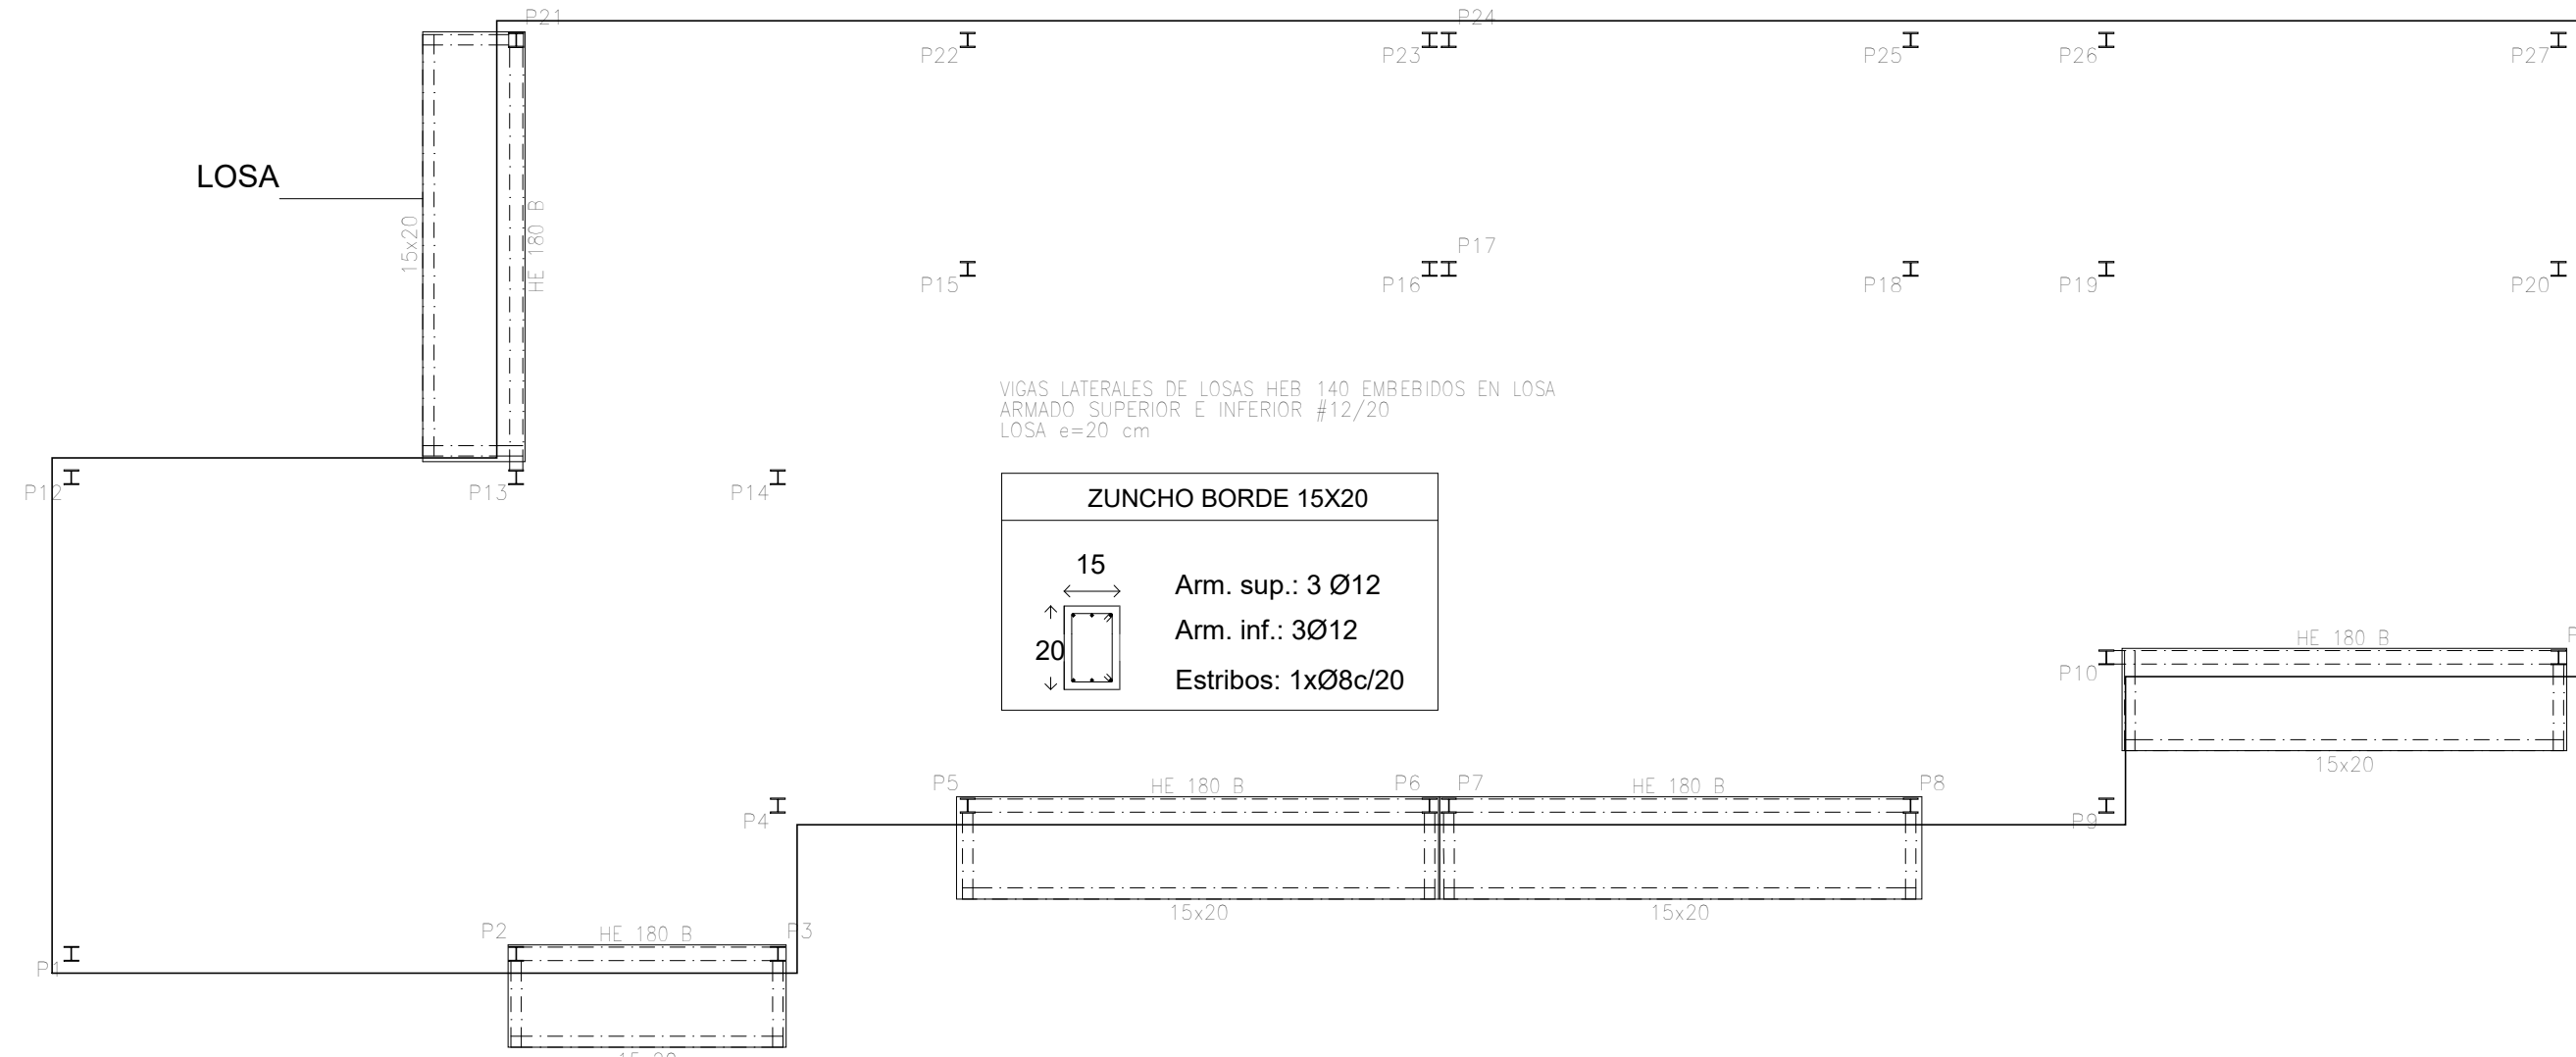 P21
P24
P22
P23
P25
P26
P27
LOSA
15x20
HE 180 B
P17
P15
P16
P18
P19
P20
VIGAS LATERALES DE LOSAS HEB 140 EMBEBIDOS EN LOSA
ARMADO SUPERIOR E INFERIOR #12/20
LOSA e=20 cm
P12
P13
P14
ZUNCHO BORDE 15X20
15
20
Arm. sup.: 3 Ø12
Arm. inf.: 3Ø12
Estribos: 1xØ8c/20
HE 180 B
P10
15x20
P5
HE 180 B
P6
P7
HE 180 B
P8
P4
P9
15x20
15x20
P2
HE 180 B
P3
P1